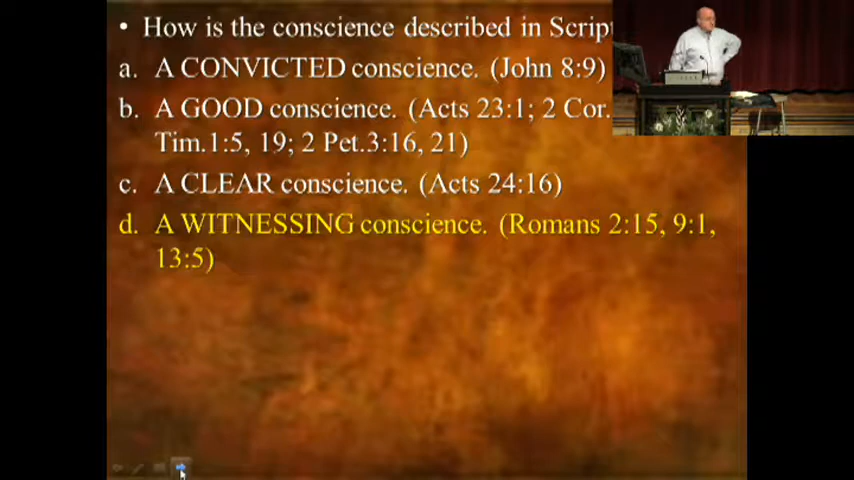 • How is the conscience described in Scrip
a. A CONVICTED conscience. (John 8:9)
b. A GOOD conscience. (Acts 23:1; 2 Cor.
Tim.1:5, 19; 2 Pet.3:16, 21)
c. A CLEAR conscience. (Acts 24:16)
d. A WITNESSING conscience. (Romans 2:15, 9:1,
13:5)